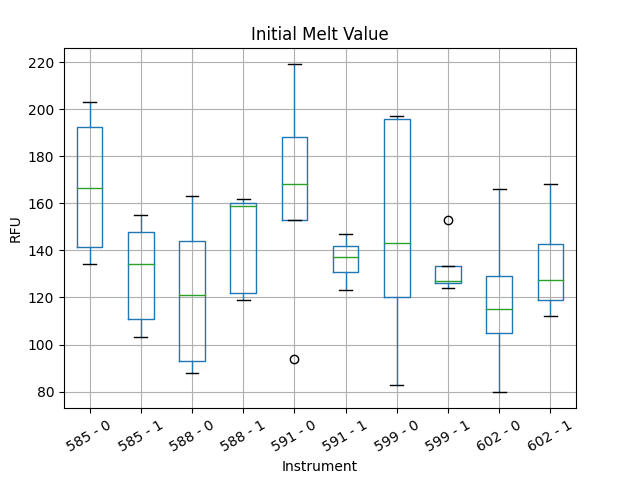 Initial Melt Value
220
200
180
160
140
120
100
80
RFU
585 - 0
585 - 1
588 - 0
588 - 1
591 - 0
591 - 1
599 - 0
599 - 1
602 - 0
602 - 1
Instrument